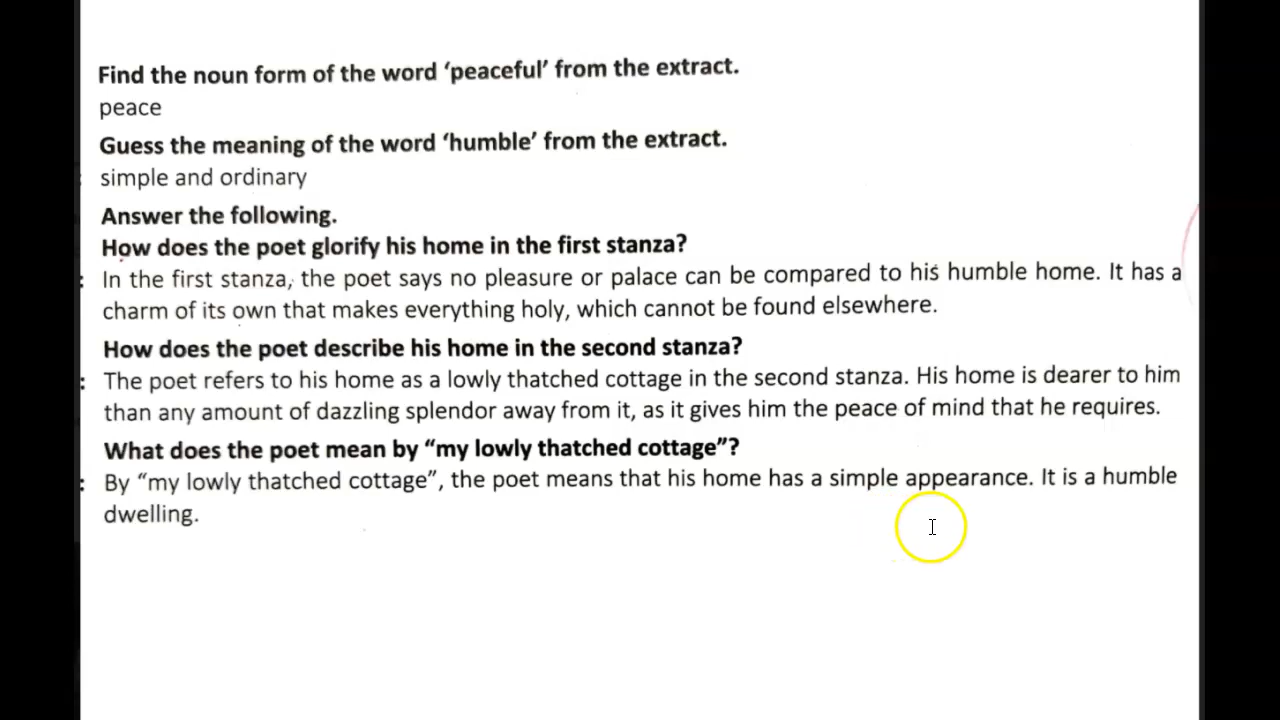 Find the noun form of the word ‘peaceful’ from the extract.
peace
Guess the meaning of the word ‘humble’ from the extract.
simple and ordinary
Answer the following.
How does the poet glorify his home in the first stanza?
: In the first stanza, the poet says no pleasure or palace can be compared to his humble home. It has a
charm of its own that makes everything holy, which cannot be found elsewhere.
How does the poet describe his home in the second stanza?
: The poet refers to his home as a lowly thatched cottage in the second stanza. His home is dearer to him
than any amount of dazzling splendor away from it, as it gives him the peace of mind that he requires.
What does the poet mean by “my lowly thatched cottage”?
: By “my lowly thatched cottage”, the poet means that his home has a simple appearance. It is a humble
dwelling.